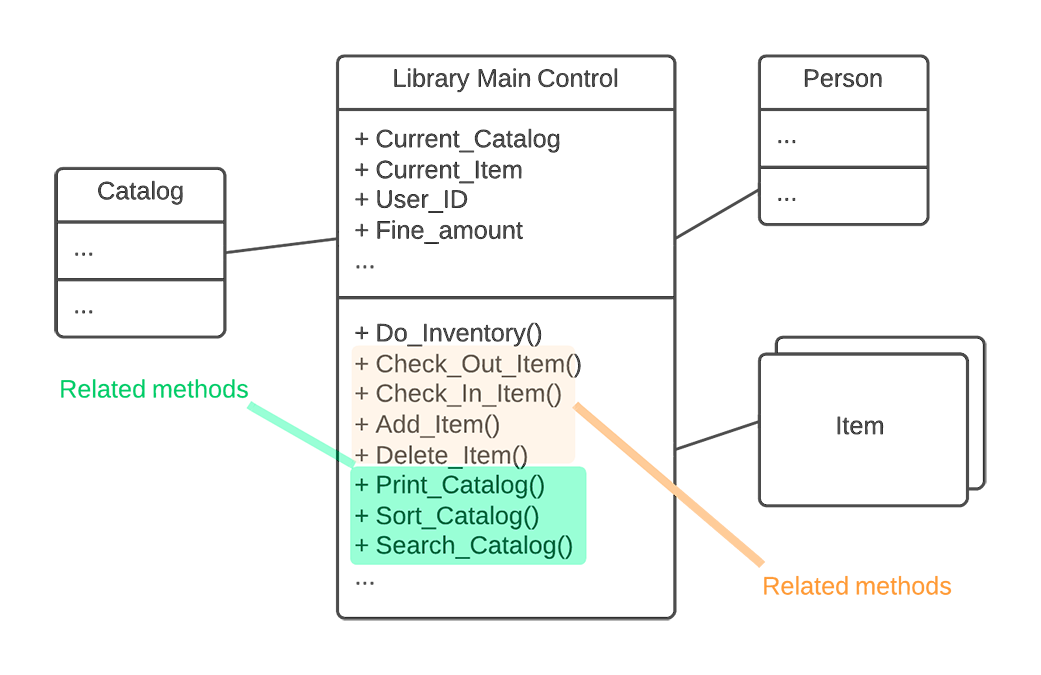 Library Main Control
+ Current_Catalog
+ Current_Item
+ User_ID
+ Fine_amount
...
+ Do_Inventory()
+ Check_Out_Item()
+ Check_In_Item()
+ Add_Item()
+ Delete_Item()
+ Print_Catalog()
+ Sort_Catalog()
+ Search_Catalog()
...
Catalog
...
...
Related methods
Person
...
...
Item
Related methods